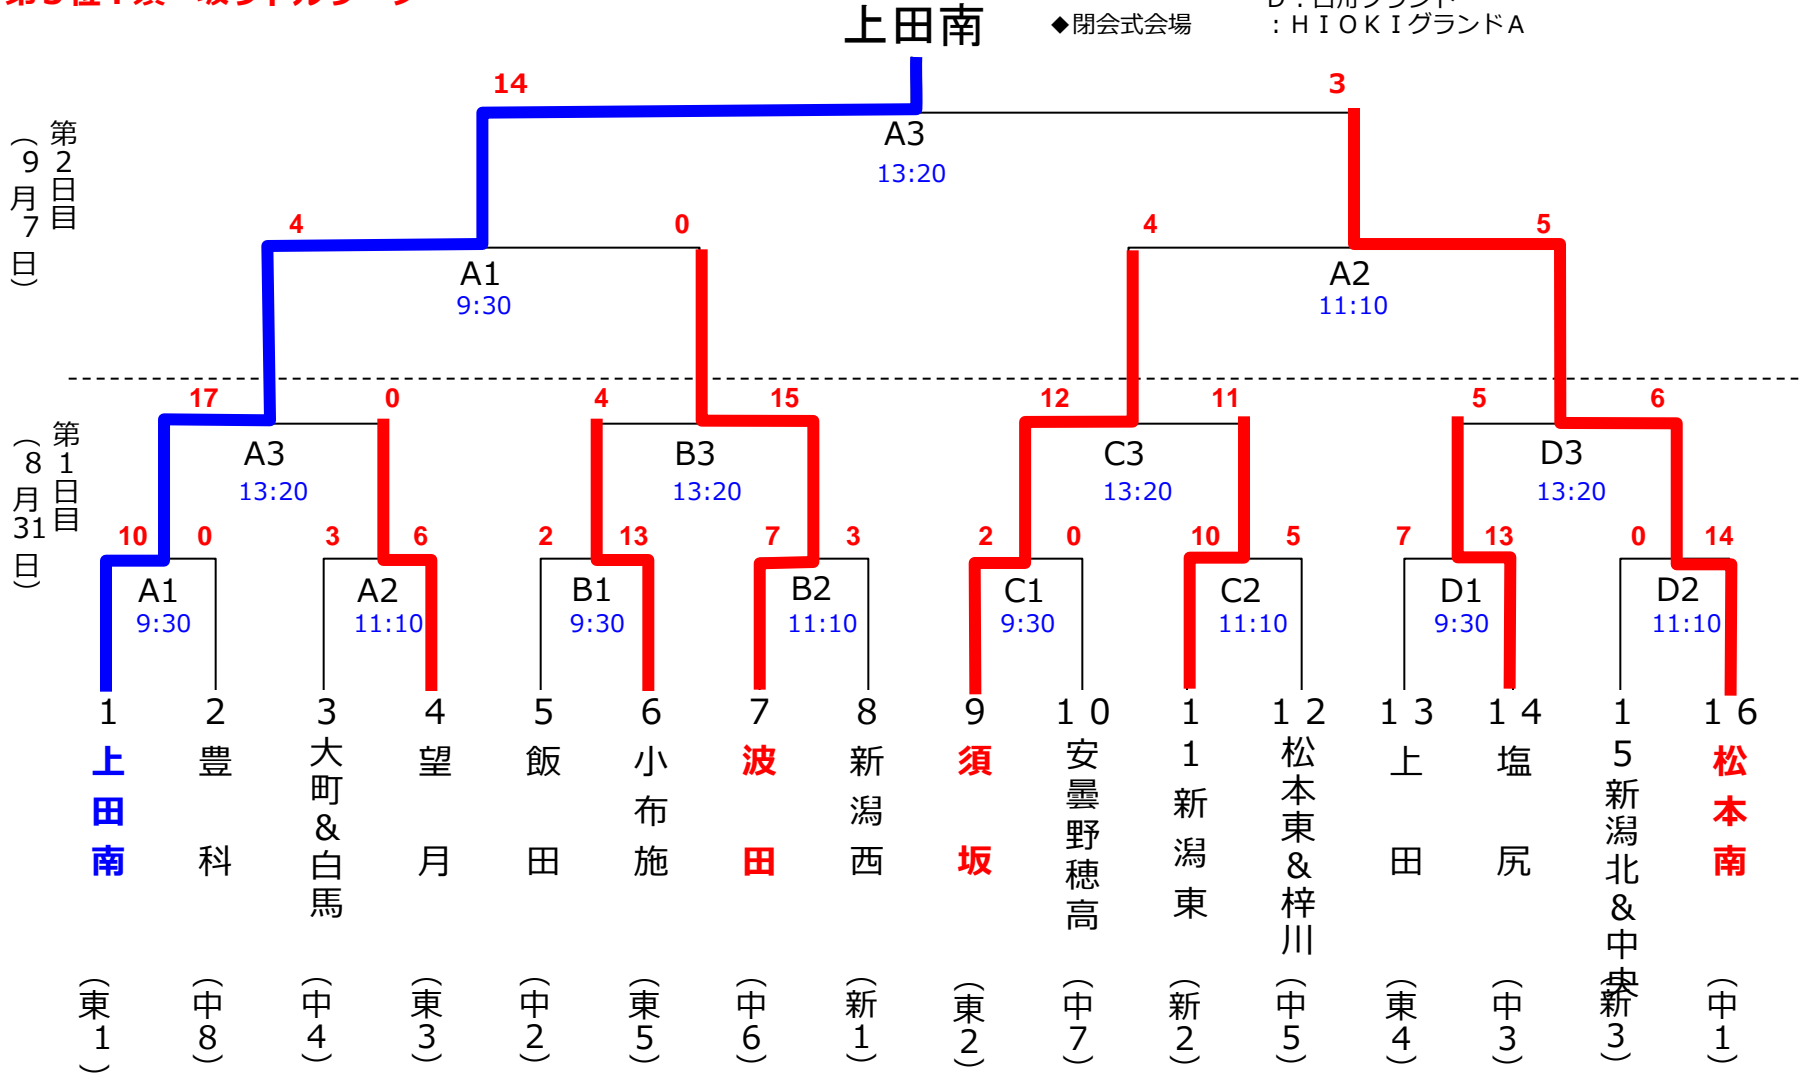 上田南
◆閉会式会場
：ＨＩＯＫＩグランドＡ
14
3
A3
13:20
第２日目
（９月７日）
4
0
4
5
A1
9:30
A2
11:10
17
0
4
15
12
11
5
6
A3
13:20
B3
13:20
C3
13:20
D3
13:20
第１日目
（８月31日）
10
0
3
6
2
13
7
3
2
0
10
5
7
13
0
14
A1
9:30
A2
11:10
B1
9:30
B2
11:10
C1
9:30
C2
11:10
D1
9:30
D2
11:10
1
上田南
（東１）
2
豊科
（中８）
3
大町＆白馬
（中４）
4
望月
（東３）
5
飯田
（中２）
6
小布施
（東５）
7
波田
（中６）
8
新潟西
（新１）
9
須坂
（東２）
１０
安曇野穂高
（中７）
１１新潟東
（新２）
１２
松本東＆梓川
（中５）
１３
上田
（東４）
１４
塩尻
（中３）
１５新潟北＆中央
（新３）
１６
松本南
（中１）